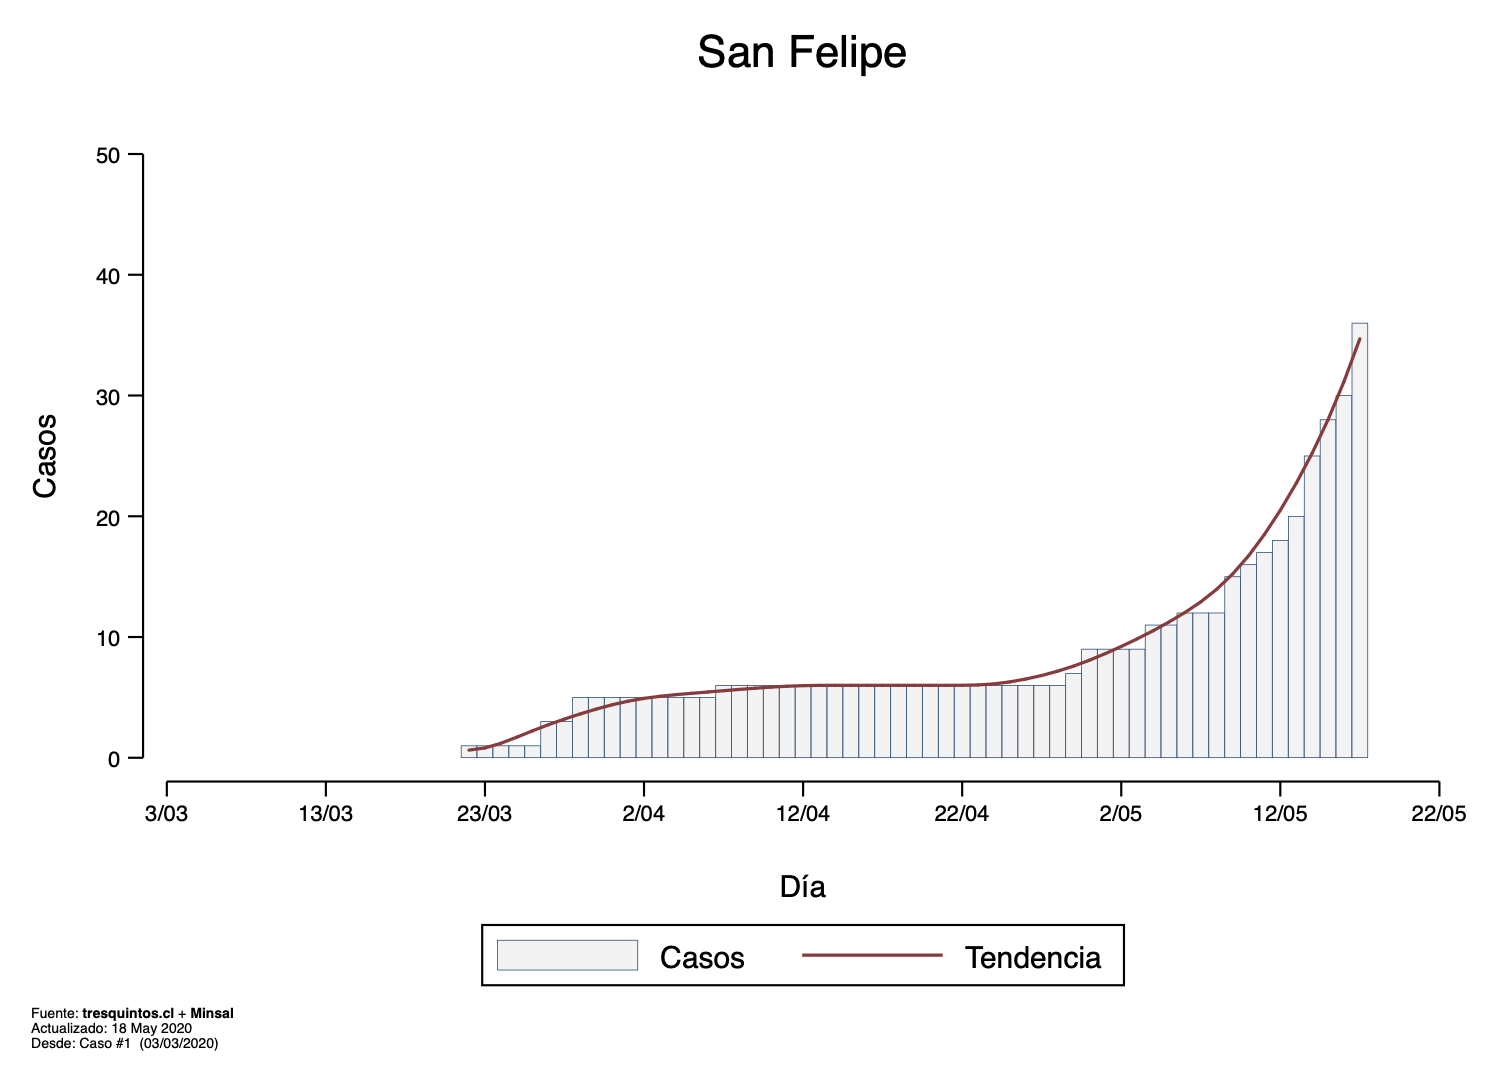 San Felipe
50
40
30
20
10
0
Casos
3/03 13/03 23/03 2/04 12/04 22/04 2/05 12/05 22/05
Día
Casos Tendencia
Fuente: tresquintos.cl + Minsal
Actualizado: 18 May 2020
Desde: Caso #1 (03/03/2020)